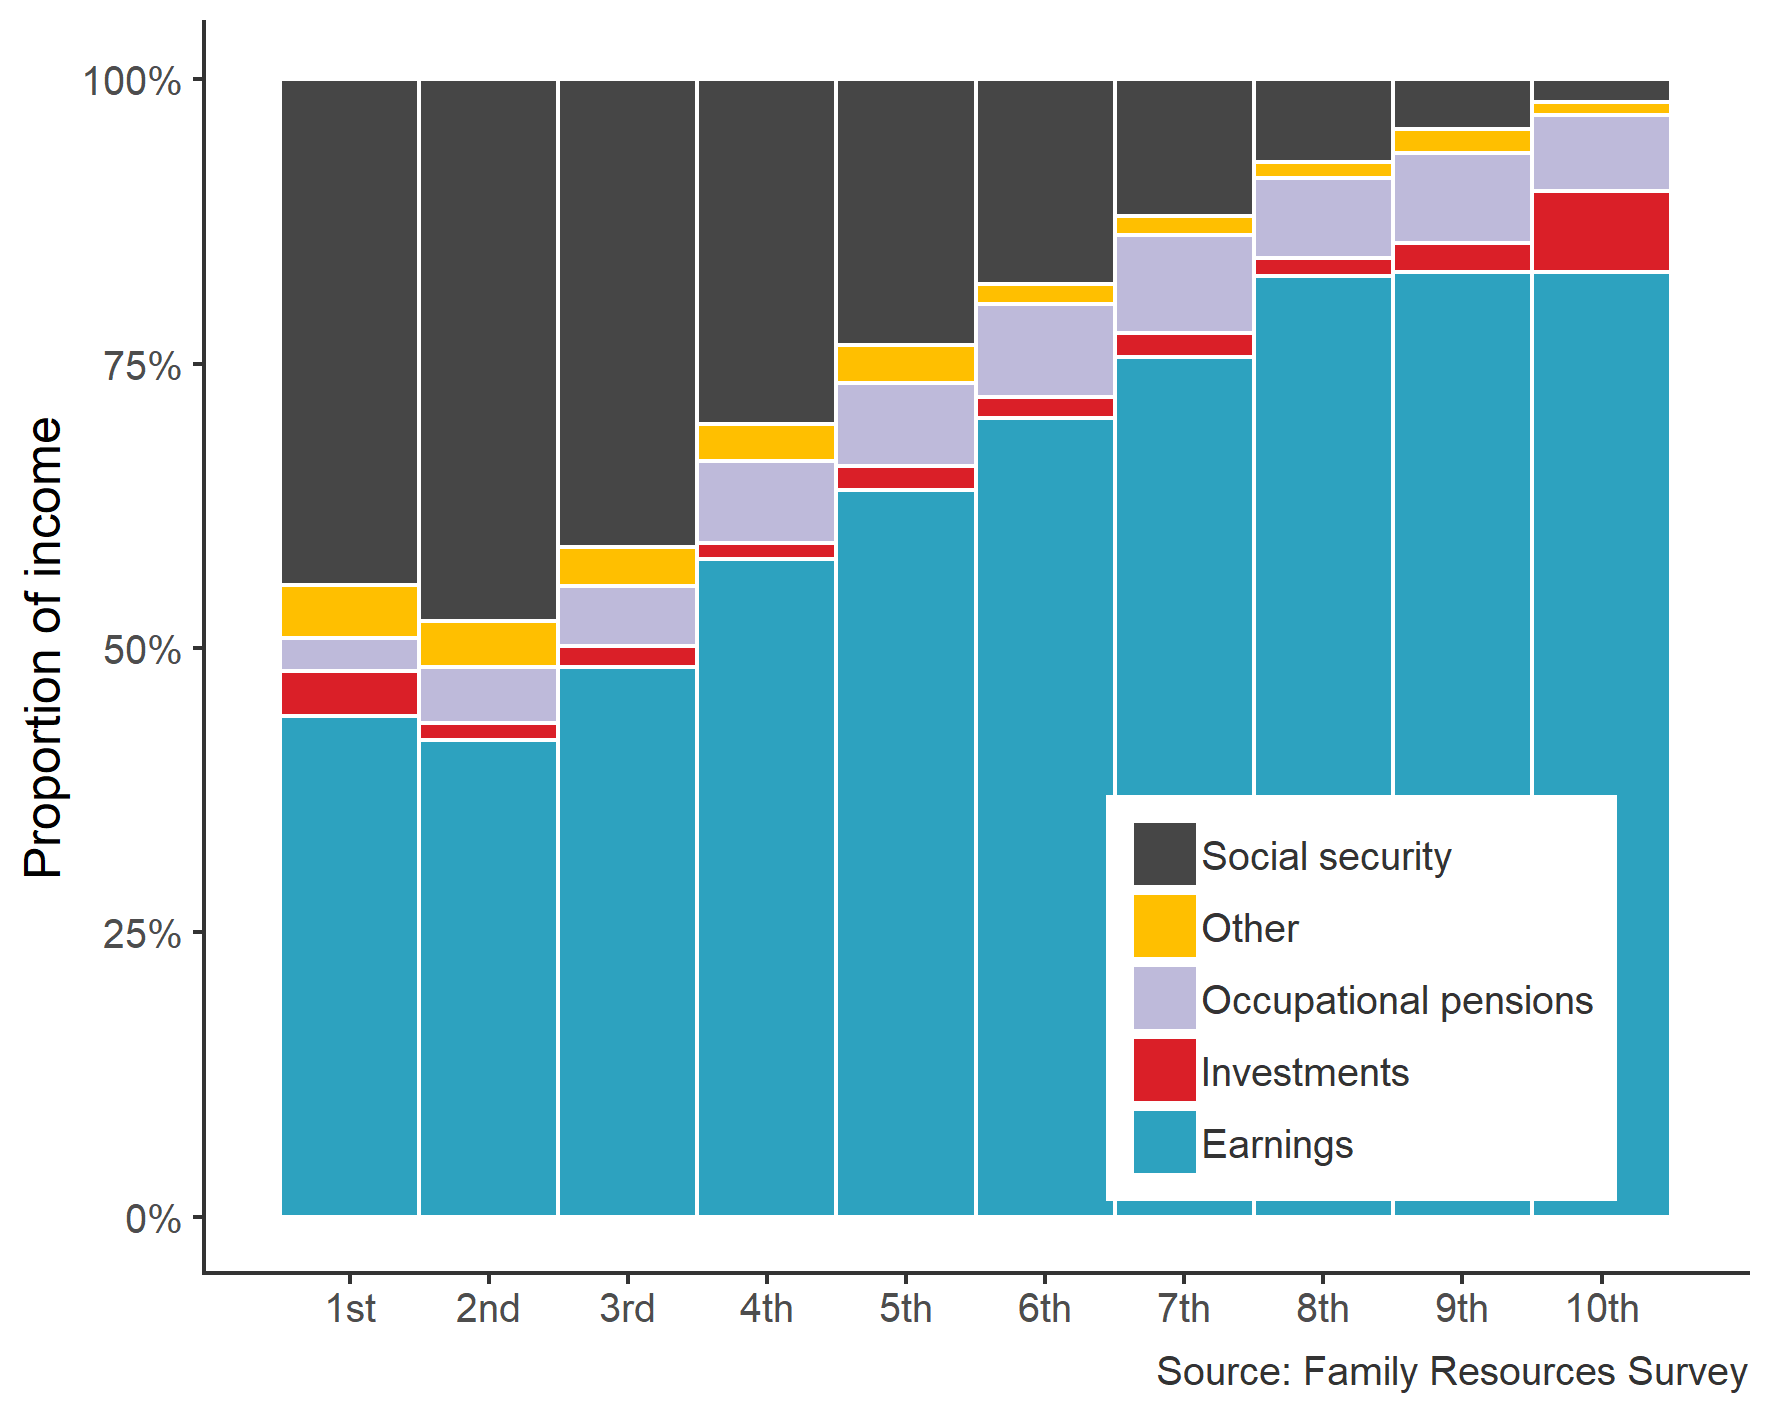 Proportion of income
100%
75%
50%
25%
0%
Social security
Other
Occupational pensions
Investments
Earnings
1st 2nd 3rd 4th 5th 6th 7th 8th 9th 10th
Source: Family Resources Survey